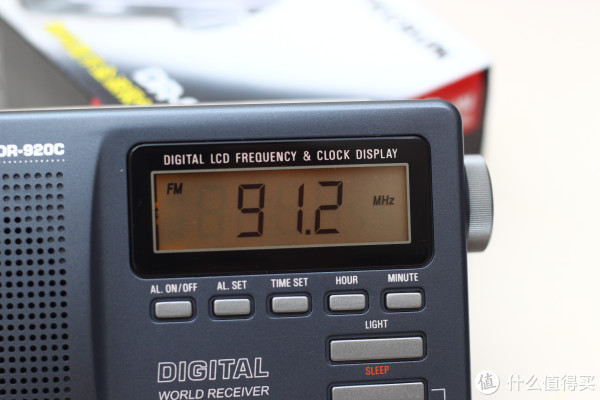 DR-920C
DIGITAL LCD FREQUENCY & CLOCK DISPLAY
FM 91.2 MHz
AL. ON/OFF AL. SET TIME SET HOUR MINUTE
LIGHT
SLEEP
DIGITAL
WORLD RECEIVER
值 什么值得买